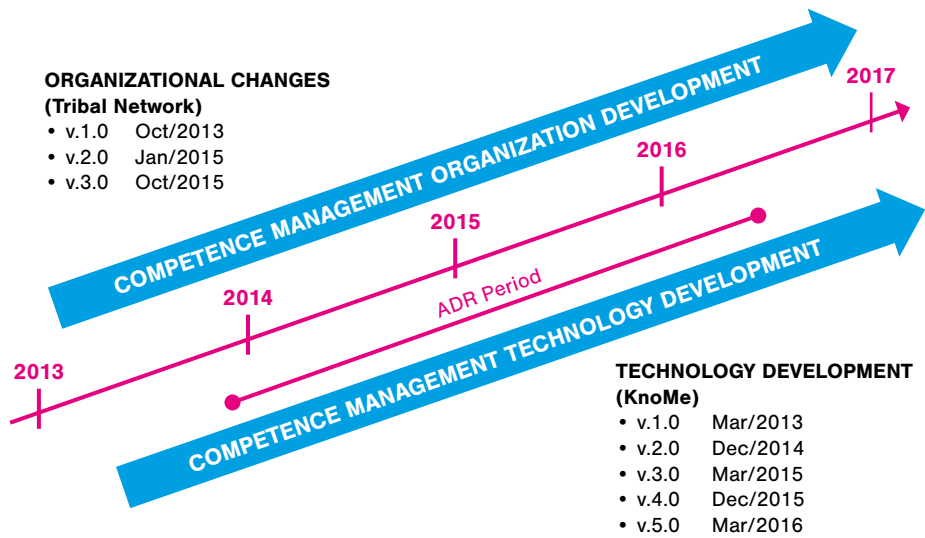 ORGANIZATIONAL CHANGES
(Tribal Network)
• v.1.0 Oct/2013
• v.2.0 Jan/2015
• v.3.0 Oct/2015
COMPETENCE MANAGEMENT ORGANIZATION DEVELOPMENT
2013
2014
2015
2016
2017
ADR Period
COMPETENCE MANAGEMENT TECHNOLOGY DEVELOPMENT
TECHNOLOGY DEVELOPMENT
(KnoMe)
• v.1.0 Mar/2013
• v.2.0 Dec/2014
• v.3.0 Mar/2015
• v.4.0 Dec/2015
• v.5.0 Mar/2016